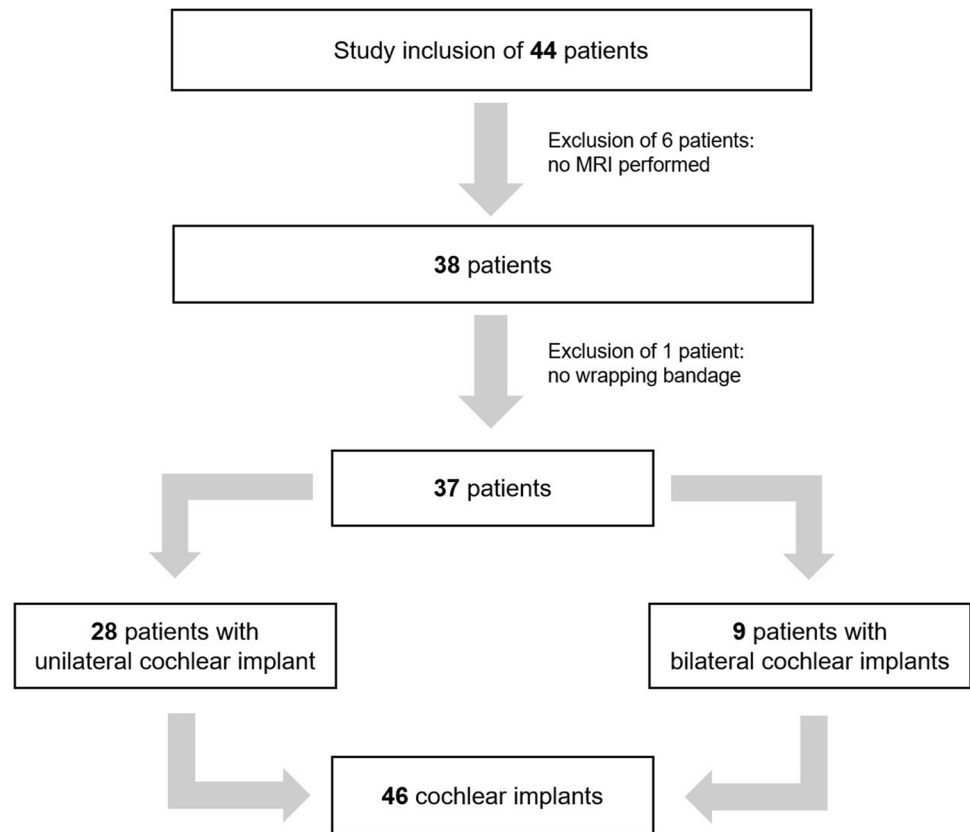 Study inclusion of 44 patients
Exclusion of 6 patients:
no MRI performed
38 patients
Exclusion of 1 patient:
no wrapping bandage
37 patients
28 patients with
unilateral cochlear implant
9 patients with
bilateral cochlear implants
46 cochlear implants